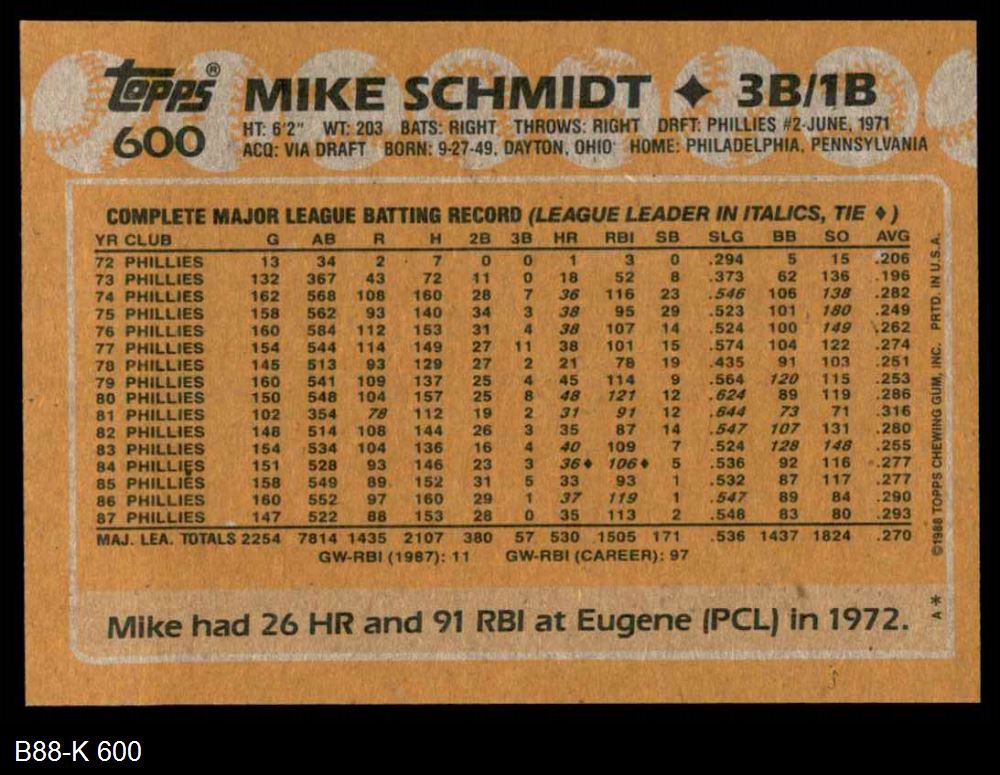 topps®
600
MIKE SCHMIDT ♦ 3B/1B
HT: 6'2" WT: 203 BATS: RIGHT THROWS: RIGHT DRFT: PHILLIES #2-JUNE, 1971
ACQ: VIA DRAFT BORN: 9-27-49, DAYTON, OHIO HOME: PHILADELPHIA, PENNSYLVANIA
COMPLETE MAJOR LEAGUE BATTING RECORD (LEAGUE LEADER IN ITALICS, TIE ♦)
YR CLUB G AB R H 2B 3B HR RBI SB SLG BB SO AVG
72 PHILLIES 13 34 2 7 0 0 1 3 0 .294 5 15 .206
73 PHILLIES 132 367 43 72 11 0 18 52 8 .373 62 136 .196
74 PHILLIES 162 568 108 160 28 7 36 116 23 .546 106 138 .282
75 PHILLIES 158 562 93 140 34 3 38 95 29 .523 101 180 .249
76 PHILLIES 160 584 112 153 31 4 38 107 14 .524 100 149 .262
77 PHILLIES 154 544 114 149 27 11 38 101 15 .574 104 122 .274
78 PHILLIES 145 513 93 129 27 2 21 78 19 .435 91 103 .251
79 PHILLIES 160 541 109 137 25 4 45 114 9 .564 120 115 .253
80 PHILLIES 150 548 104 157 25 8 48 121 12 .624 89 119 .286
81 PHILLIES 102 354 78 112 19 2 31 91 12 .644 73 71 .316
82 PHILLIES 148 514 108 144 26 3 35 87 14 .547 107 131 .280
83 PHILLIES 154 534 104 136 16 4 40 109 7 .524 128 148 .255
84 PHILLIES 151 528 93 146 23 3 36♦ 106♦ 5 .536 92 116 .277
85 PHILLIES 158 549 89 152 31 5 33 93 1 .532 87 117 .277
86 PHILLIES 160 552 97 160 29 1 37 119 1 .547 89 84 .290
87 PHILLIES 147 522 88 153 28 0 35 113 2 .548 83 80 .293
MAJ. LEA. TOTALS 2254 7814 1435 2107 380 57 530 1505 171 .536 1437 1824 .270
GW-RBI (1987): 11 GW-RBI (CAREER): 97
Mike had 26 HR and 91 RBI at Eugene (PCL) in 1972.
©1988 TOPPS CHEWING GUM, INC. PRTD. IN U.S.A.
A*
B88-K 600